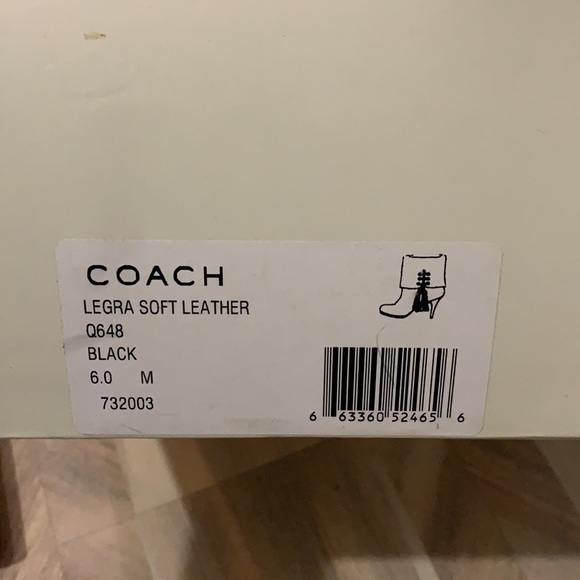 COACH
LEGRA SOFT LEATHER
Q648
BLACK
6.0 M
732003
6 63360 52465 6